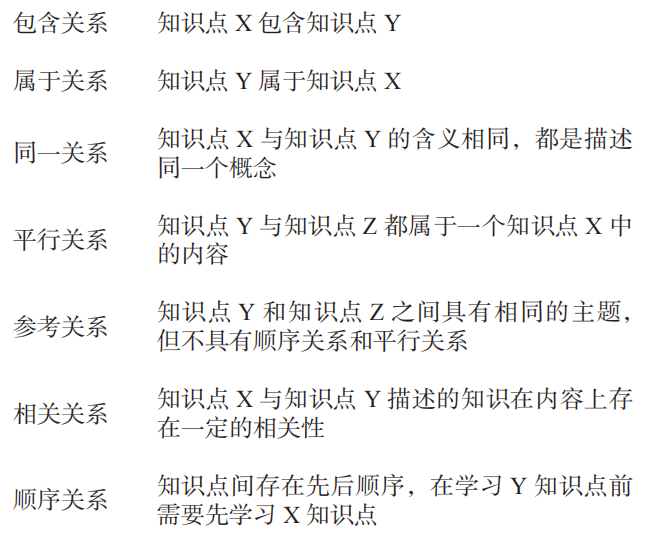 包含关系 知识点 X 包含知识点 Y
属于关系 知识点 Y 属于知识点 X
同一关系 知识点 X 与知识点 Y 的含义相同，都是描述
同一个概念
平行关系 知识点 Y 与知识点 Z 都属于一个知识点 X 中
的内容
参考关系 知识点 Y 和知识点 Z 之间具有相同的主题，
但不具有顺序关系和平行关系
相关关系 知识点 X 与知识点 Y 描述的知识在内容上存
在一定的相关性
顺序关系 知识点间存在先后顺序，在学习 Y 知识点前
需要先学习 X 知识点